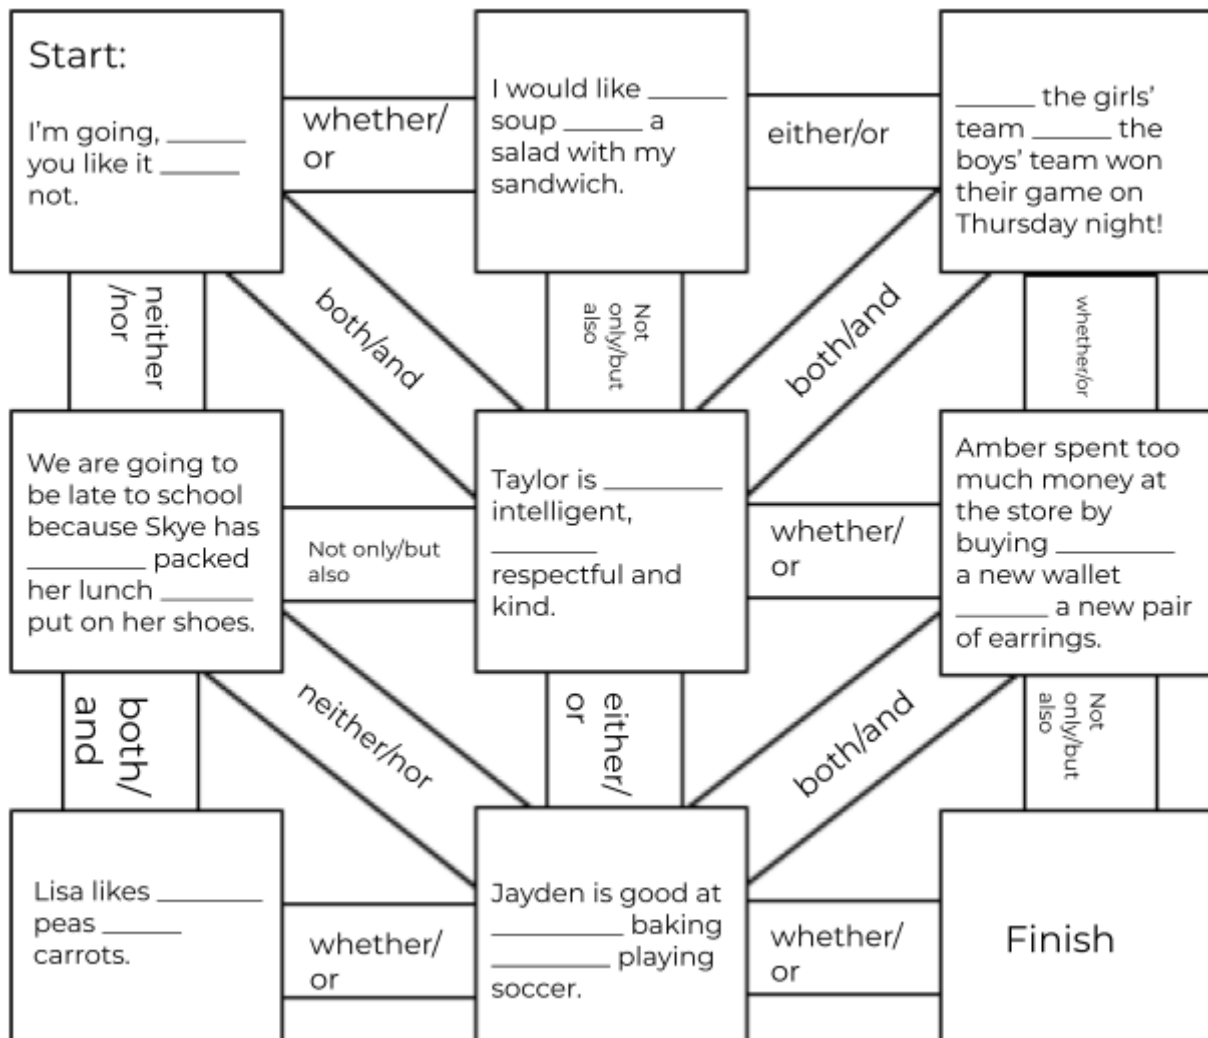 Start:
I'm going, ______
you like it ______
not.
whether/
or
I would like ______
soup ______ a
salad with my
sandwich.
either/or
______ the girls'
team ______ the
boys' team won
their game on
Thursday night!
neither
/nor
both/and
Not
only/but
also
both/and
whether/or
We are going to
be late to school
because Skye has
_________ packed
her lunch _______
put on her shoes.
Not only/but
also
Taylor is _________
intelligent,
________
respectful and
kind.
whether/
or
Amber spent too
much money at
the store by
buying _________
a new wallet
_______ a new pair
of earrings.
both/
and
neither/nor
either/
or
both/and
Not
only/but
also
Lisa likes ________
peas ______
carrots.
whether/
or
Jayden is good at
__________ baking
_________ playing
soccer.
whether/
or
Finish